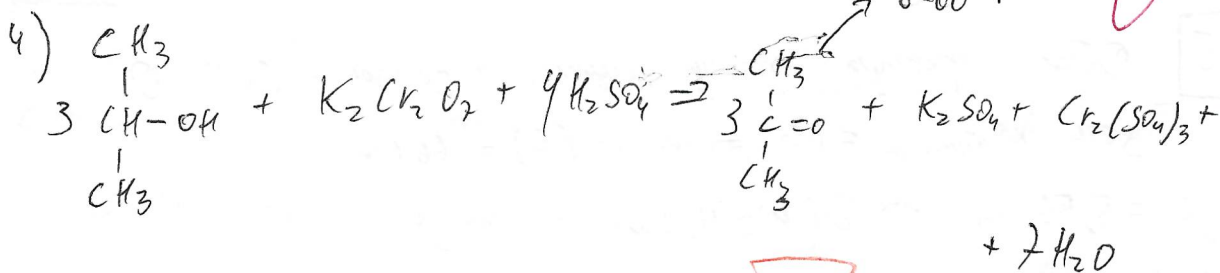 4) CH3 CH3
3 CH-OH + K2Cr2O7 + 4H2SO4 => 3 C=O + K2SO4 + Cr2(SO4)3 +
CH3 CH3
+ 7H2O